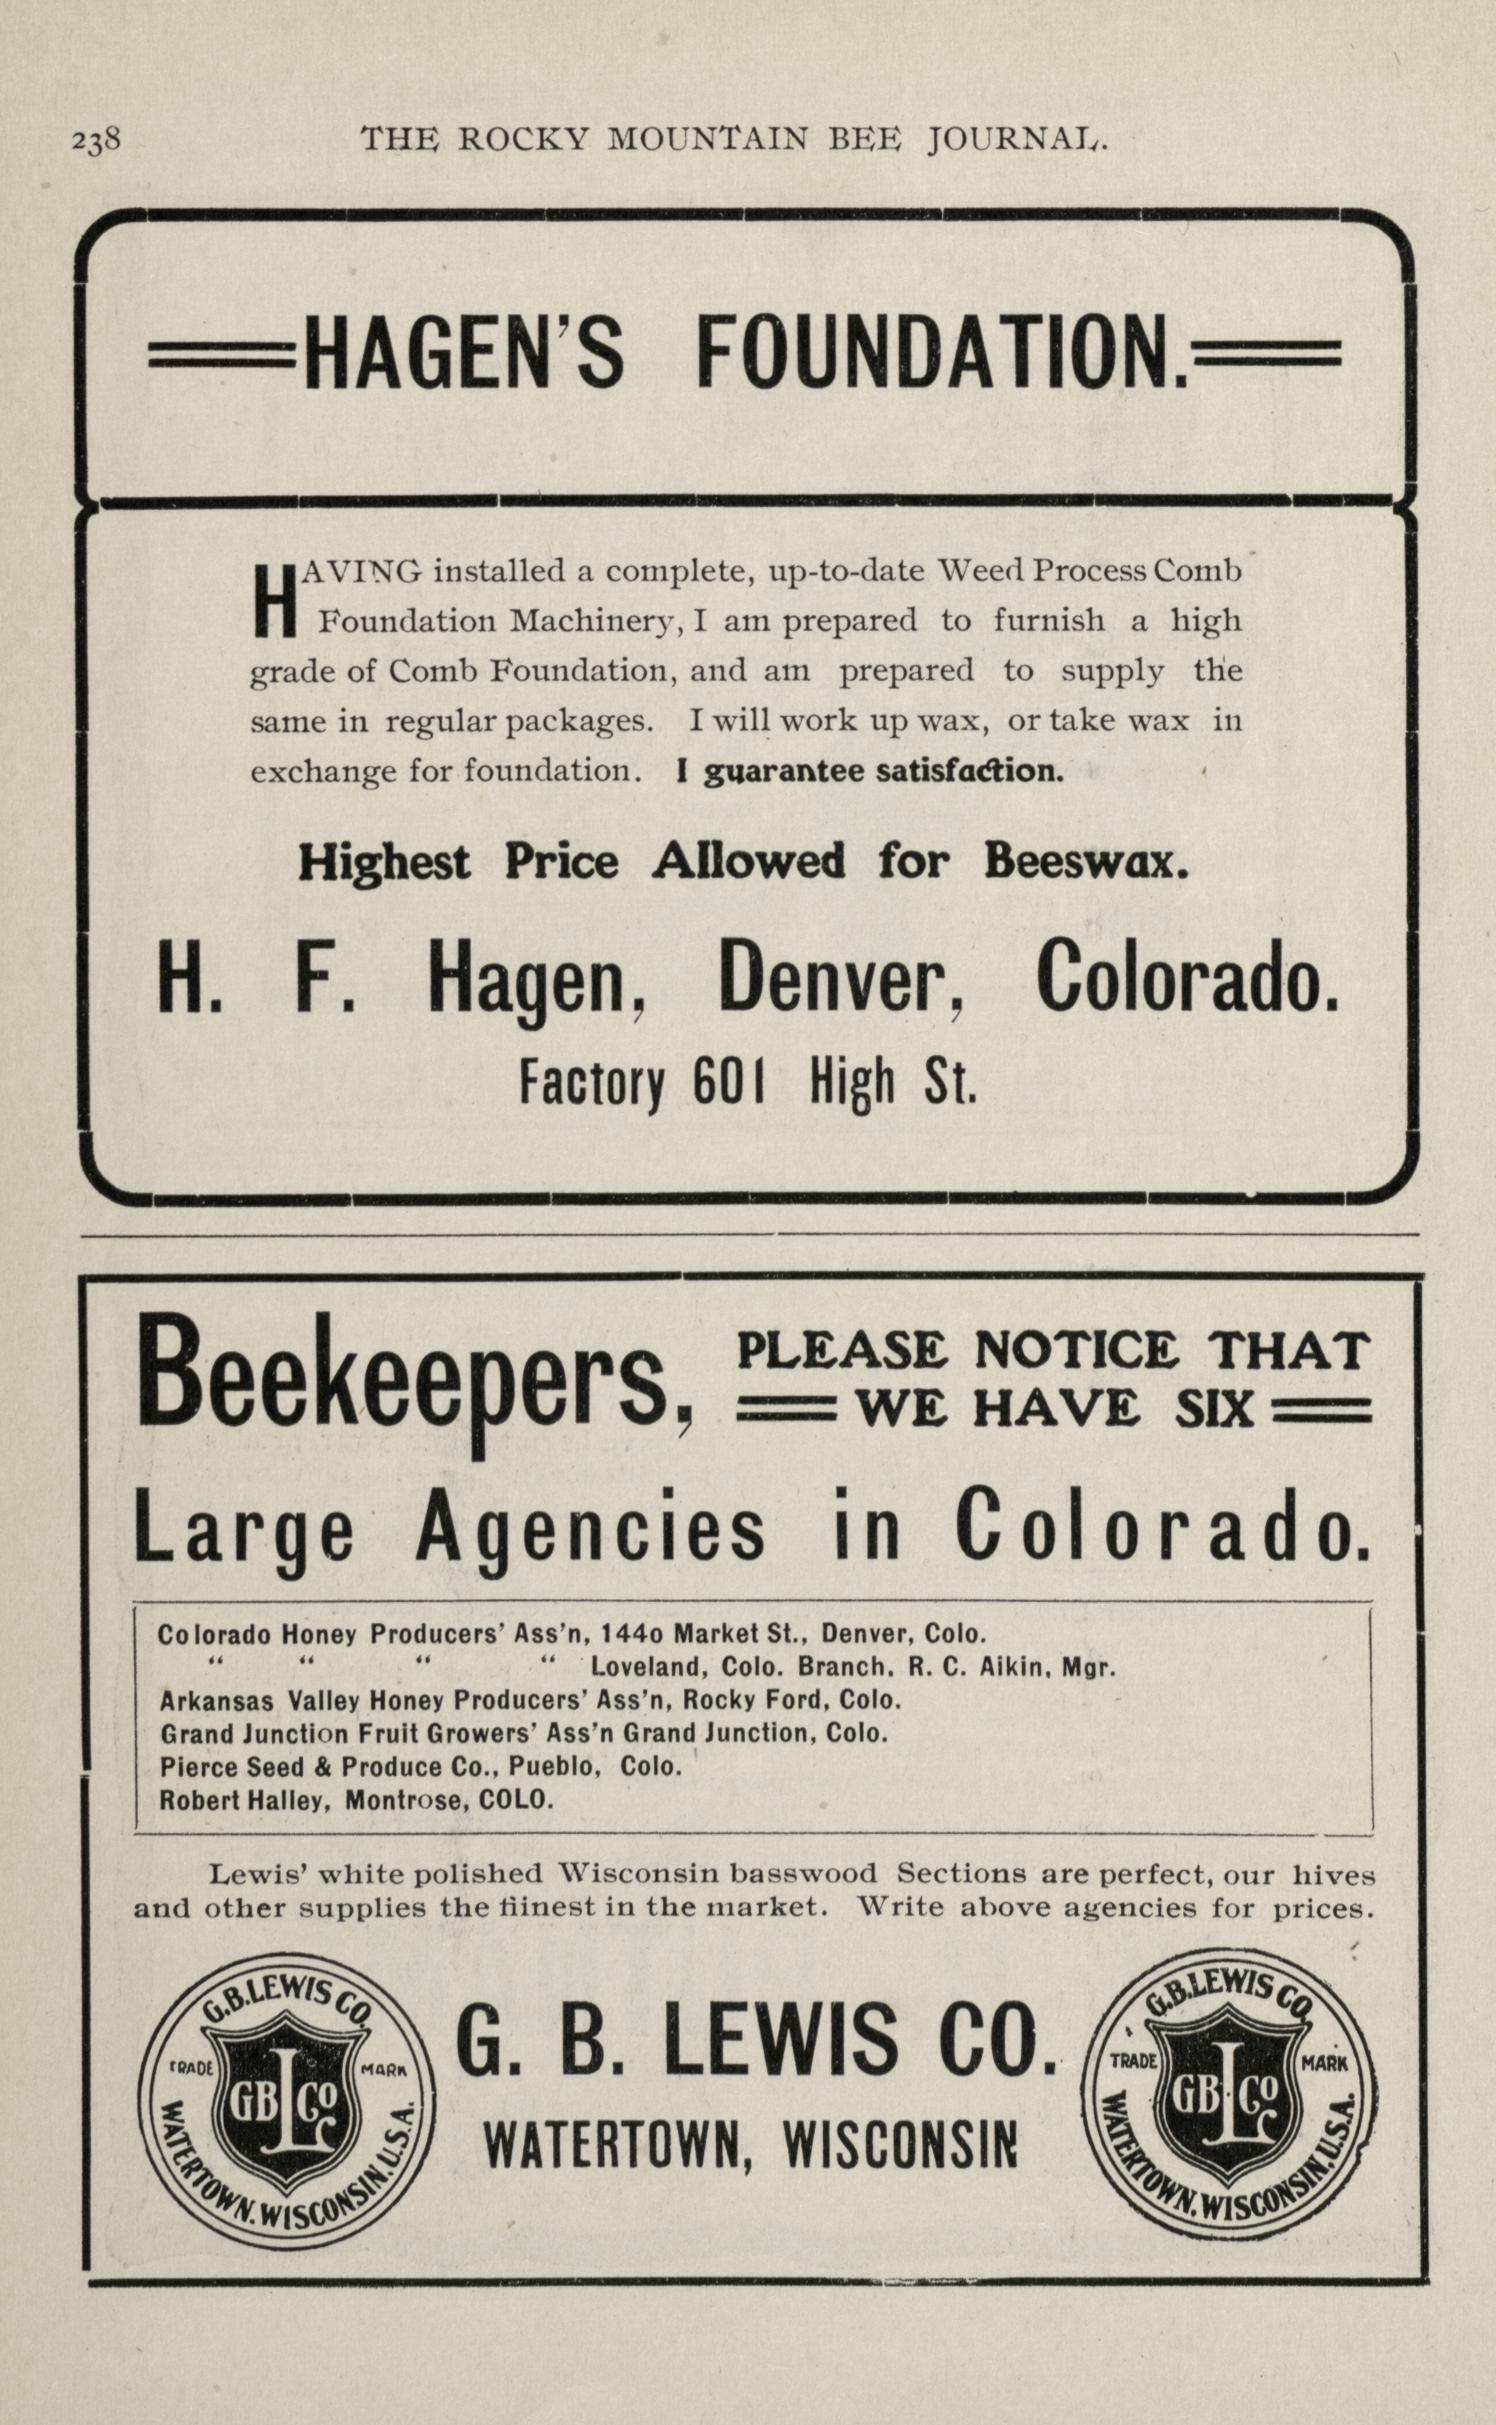 238
THE ROCKY MOUNTAIN BEE JOURNAL.
HAGEN'S FOUNDATION.
HAVING installed a complete, up-to-date Weed Process Comb
Foundation Machinery, I am prepared to furnish a high
grade of Comb Foundation, and am prepared to supply the
same in regular packages. I will work up wax, or take wax in
exchange for foundation. I guarantee satisfaction.
Highest Price Allowed for Beeswax.
H. F. Hagen, Denver, Colorado.
Factory 601 High St.
Beekeepers, PLEASE NOTICE THAT
WE HAVE SIX
Large Agencies in Colorado.
Colorado Honey Producers' Ass'n, 144o Market St., Denver, Colo.
“ “ “ “ Loveland, Colo. Branch. R. C. Aikin, Mgr.
Arkansas Valley Honey Producers' Ass'n, Rocky Ford, Colo.
Grand Junction Fruit Growers' Ass'n Grand Junction, Colo.
Pierce Seed & Produce Co., Pueblo, Colo.
Robert Halley, Montrose, COLO.
Lewis' white polished Wisconsin basswood Sections are perfect, our hives
and other supplies the fiinest in the market. Write above agencies for prices.
G.B.LEWIS CO.
TRADE MARK
GB L Co
WATERTOWN. WISCONSIN. U.S.A.
G. B. LEWIS CO.
WATERTOWN, WISCONSIN
G.B.LEWIS CO.
TRADE MARK
GB L Co
WATERTOWN. WISCONSIN. U.S.A.